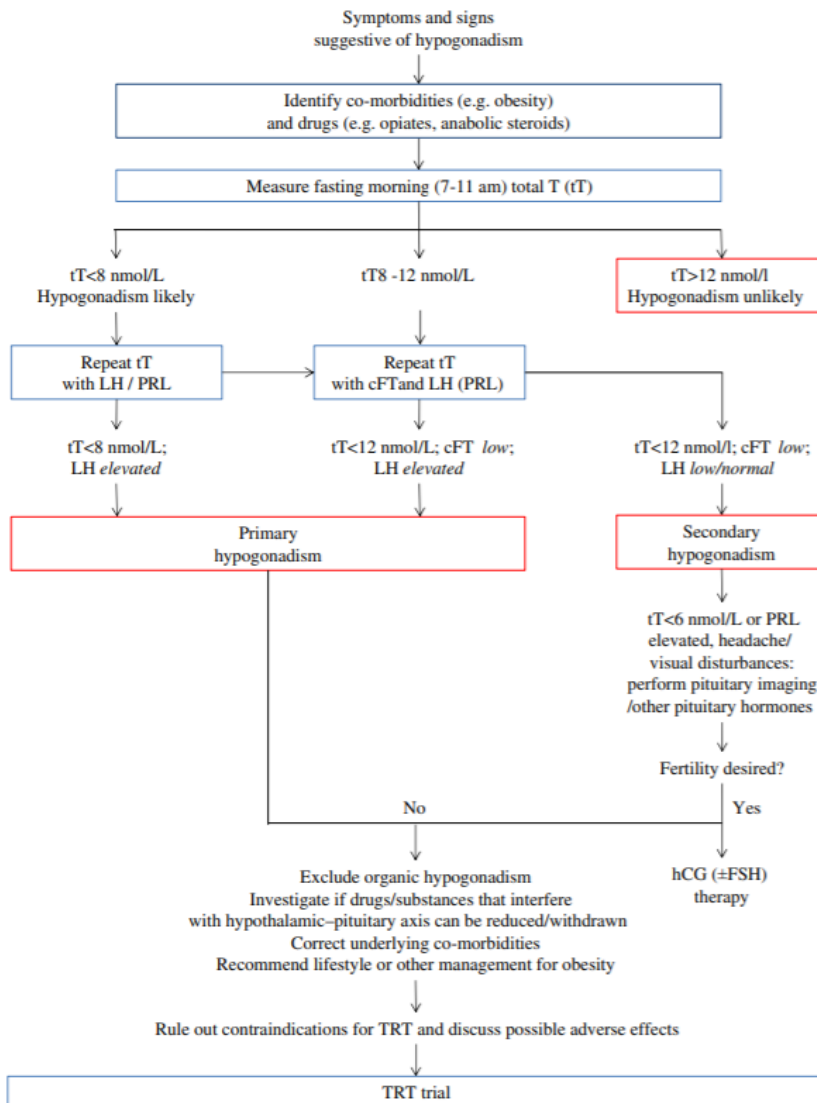 Symptoms and signs
suggestive of hypogonadism
Identify co-morbidities (e.g. obesity)
and drugs (e.g. opiates, anabolic steroids)
Measure fasting morning (7-11 am) total T (tT)
tT<8 nmol/L
Hypogonadism likely
tT8 -12 nmol/L
tT>12 nmol/l
Hypogonadism unlikely
Repeat tT
with LH / PRL
Repeat tT
with cFTand LH (PRL)
tT<8 nmol/L;
LH elevated
tT<12 nmol/L; cFT low;
LH elevated
tT<12 nmol/l; cFT low;
LH low/normal
Primary
hypogonadism
Secondary
hypogonadism
tT<6 nmol/L or PRL
elevated, headache/
visual disturbances:
perform pituitary imaging
/other pituitary hormones
Fertility desired?
No
Yes
Exclude organic hypogonadism
Investigate if drugs/substances that interfere
with hypothalamic–pituitary axis can be reduced/withdrawn
Correct underlying co-morbidities
Recommend lifestyle or other management for obesity
hCG (±FSH)
therapy
Rule out contraindications for TRT and discuss possible adverse effects
TRT trial